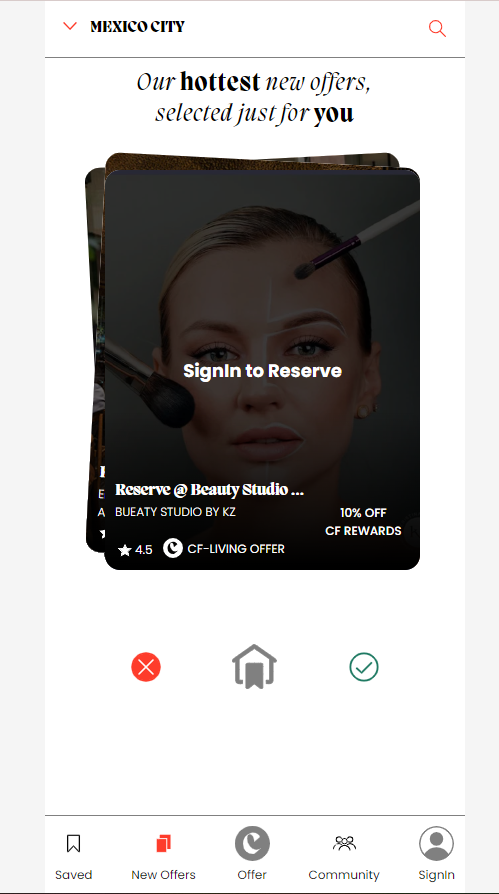 MEXICO CITY
Our hottest new offers,
selected just for you
SignIn to Reserve
Reserve @ Beauty Studio ...
BUEATY STUDIO BY KZ
10% OFF
CF REWARDS
4.5
CF-LIVING OFFER
Saved
New Offers
Offer
Community
SignIn